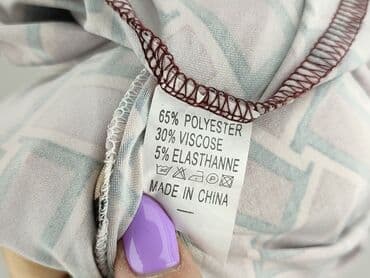 65% POLYESTER
30% VISCOSE
5% ELASTHANNE
MADE IN CHINA